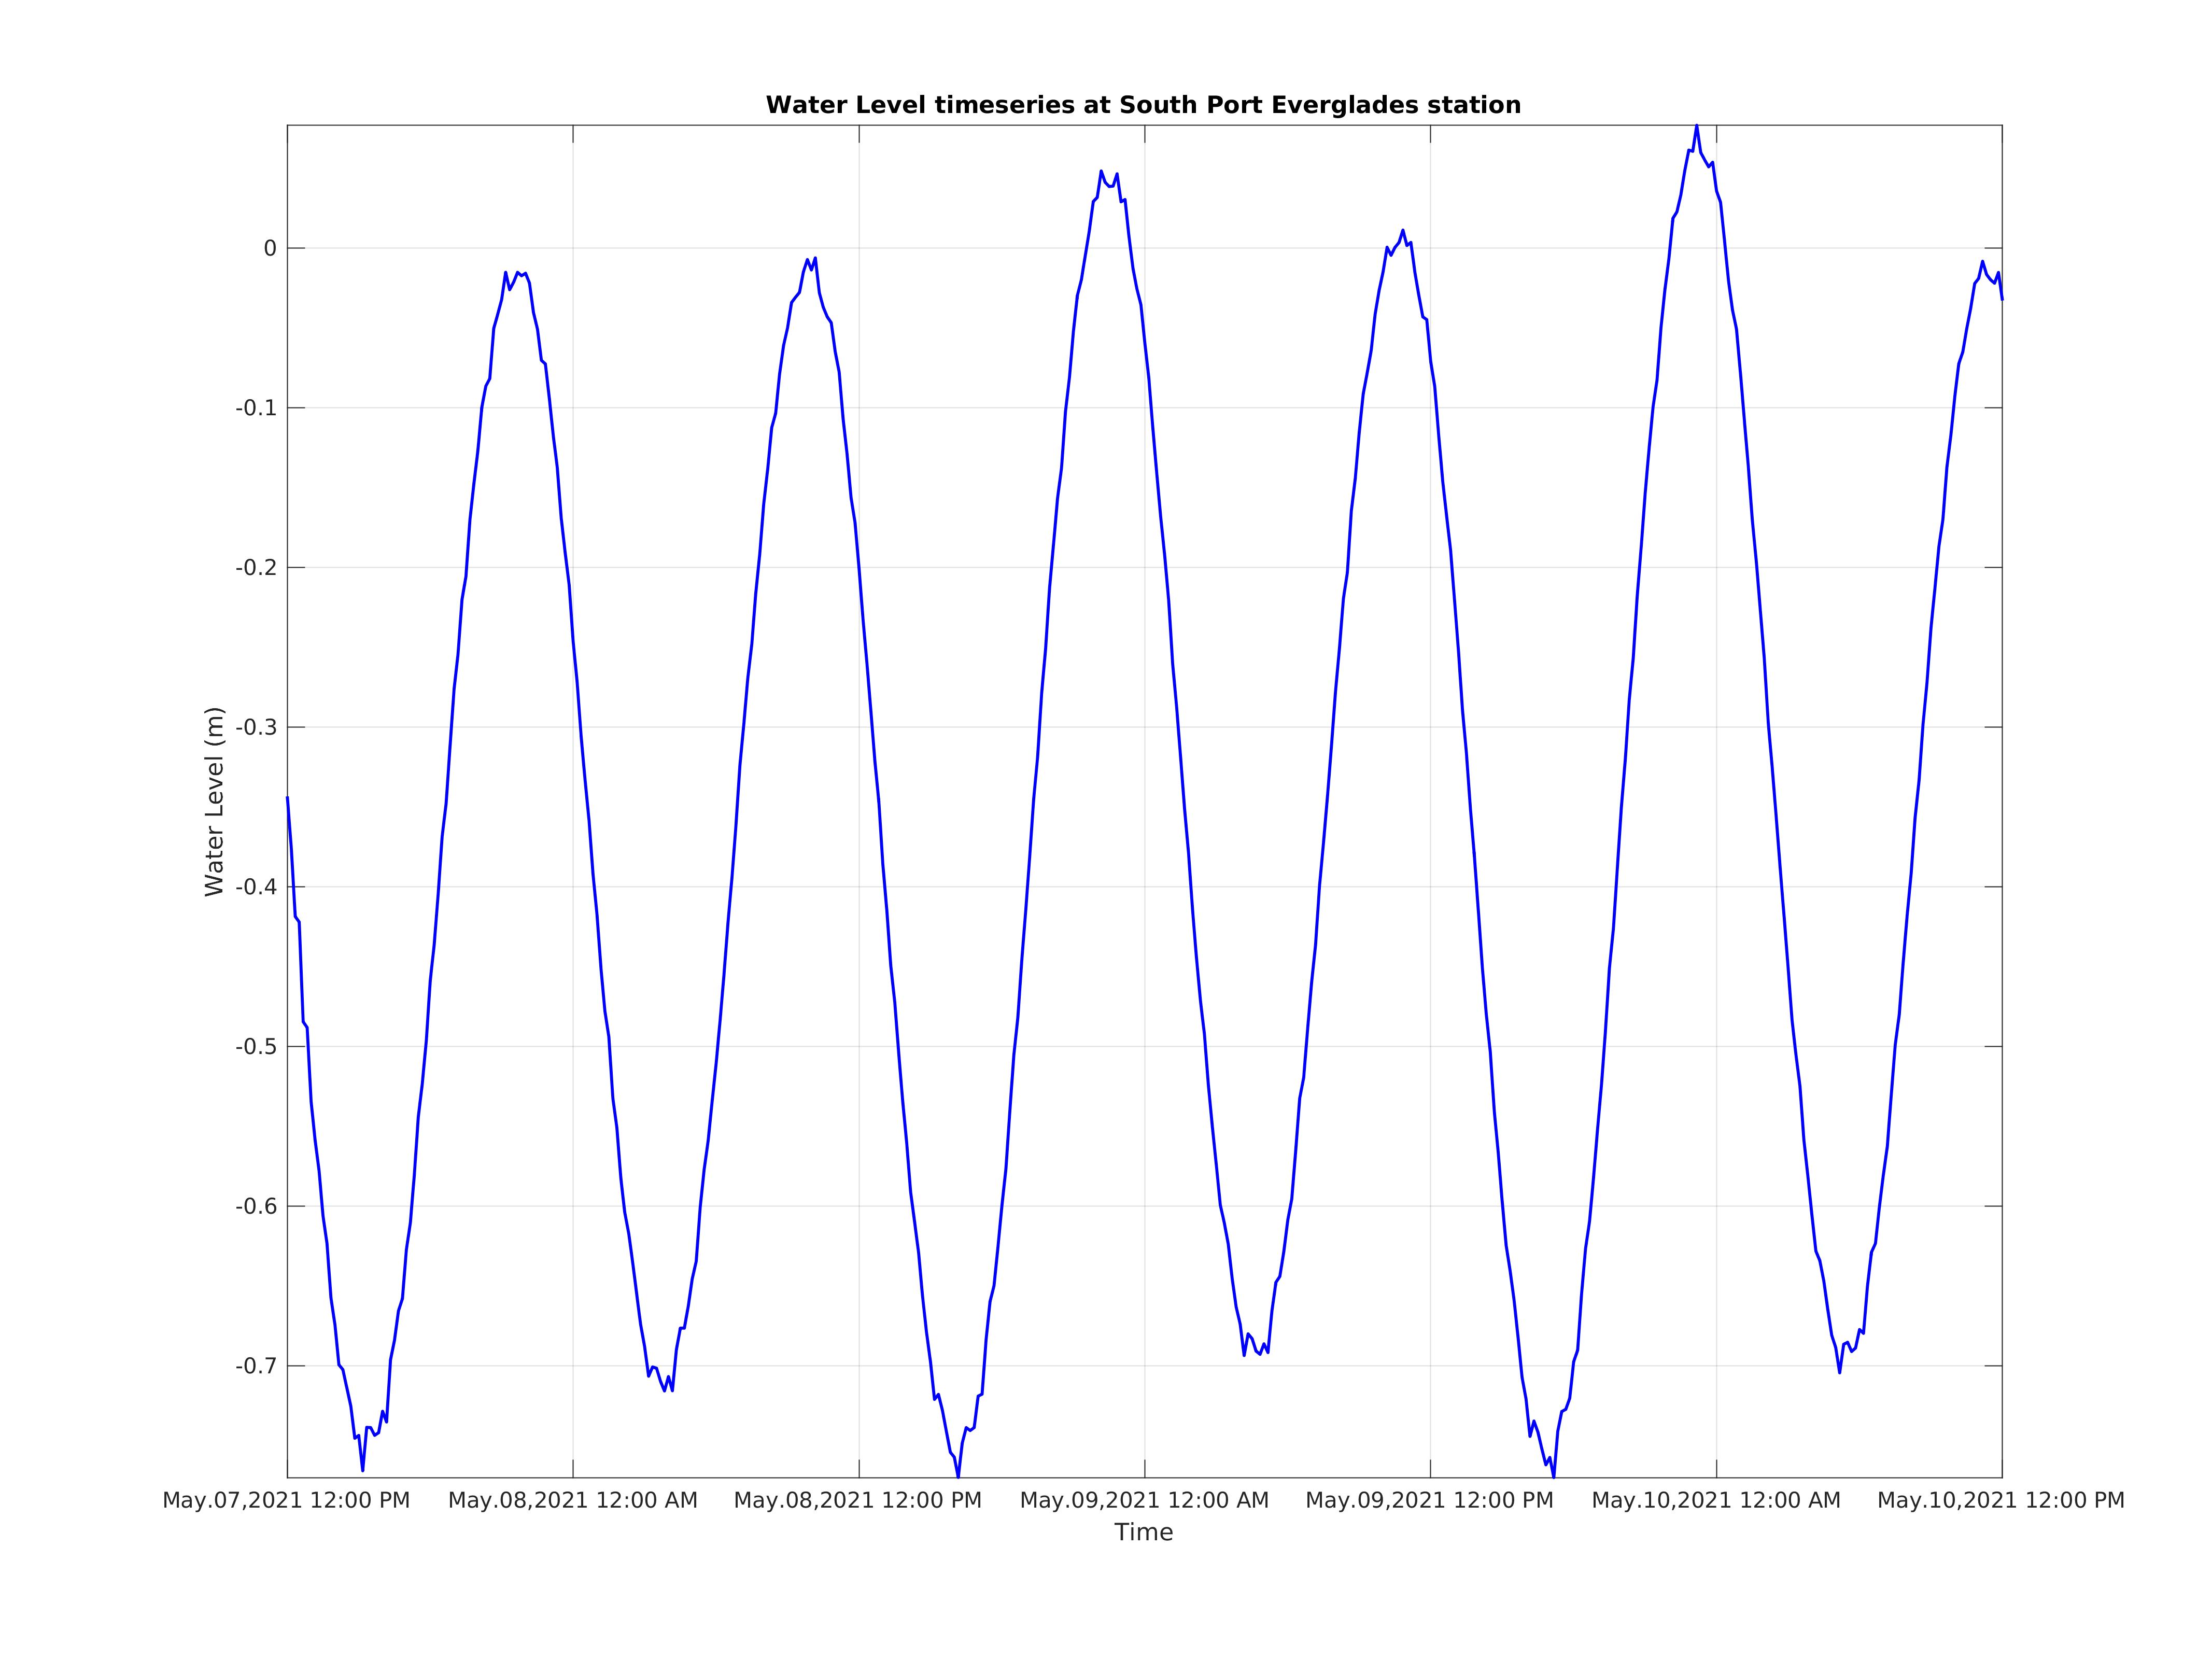 Water Level timeseries at South Port Everglades station
Water Level (m)
0
-0.1
-0.2
-0.3
-0.4
-0.5
-0.6
-0.7
May.07,2021 12:00 PM May.08,2021 12:00 AM May.08,2021 12:00 PM May.09,2021 12:00 AM May.09,2021 12:00 PM May.10,2021 12:00 AM May.10,2021 12:00 PM
Time